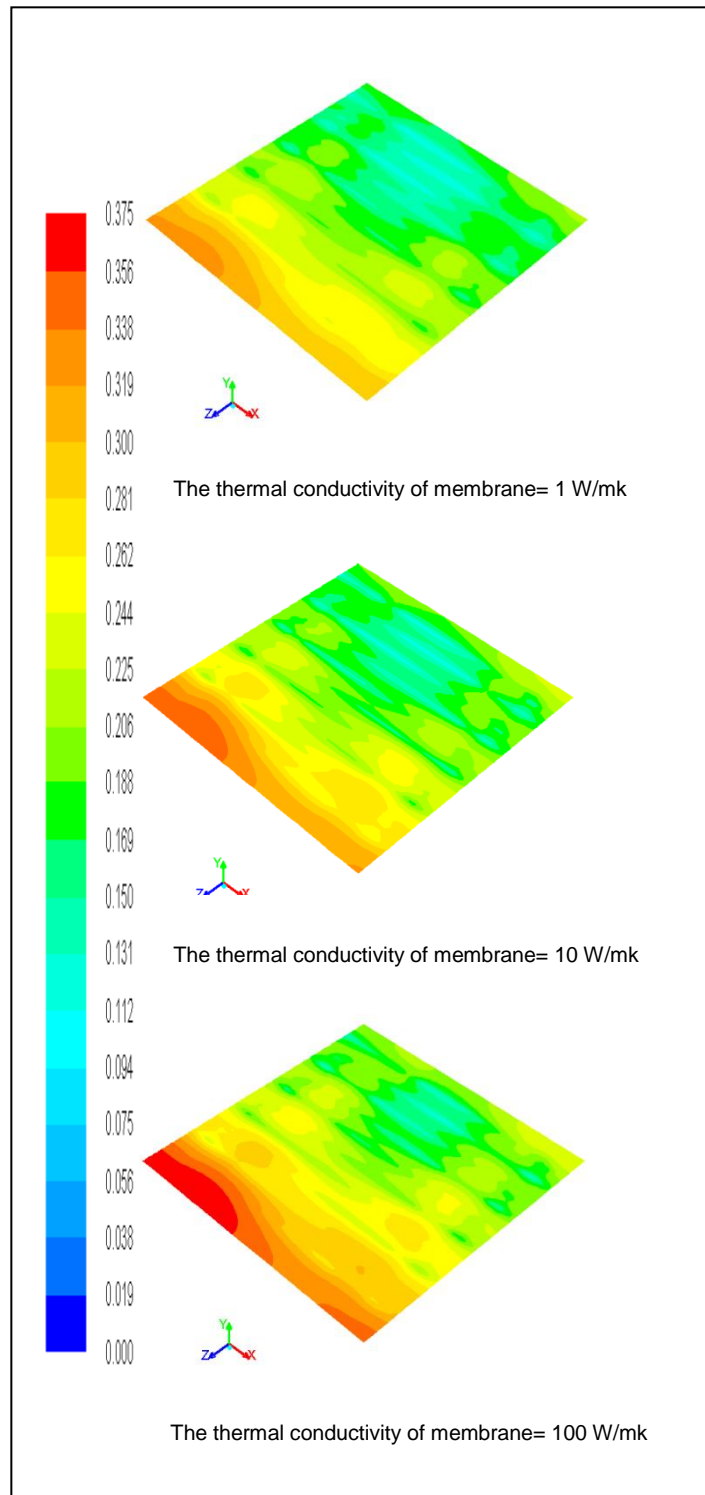 0.375
0.356
0.338
0.319
0.300
0.281
0.262
0.244
0.225
0.206
0.188
0.169
0.150
0.131
0.112
0.094
0.075
0.056
0.038
0.019
0.000
Y
Z X
The thermal conductivity of membrane= 1 W/mk
Y
Z X
The thermal conductivity of membrane= 10 W/mk
Y
Z X
The thermal conductivity of membrane= 100 W/mk